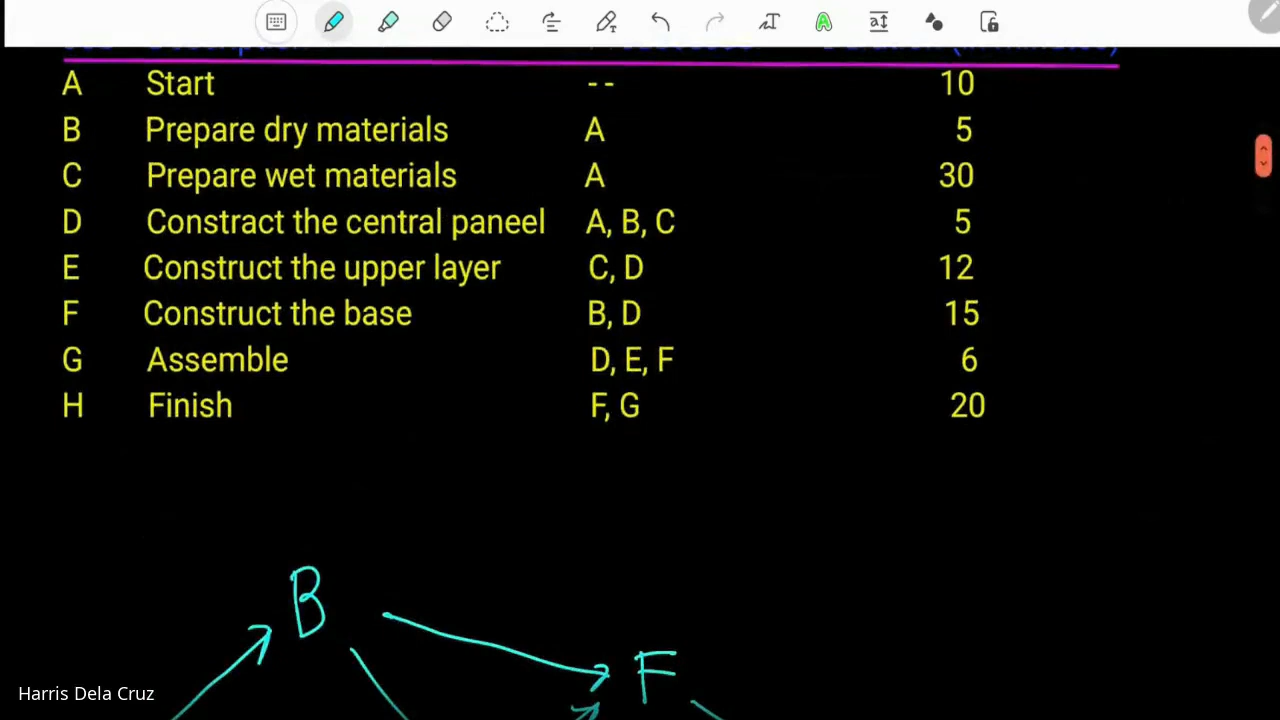 A Start -- 10
B Prepare dry materials A 5
C Prepare wet materials A 30
D Constract the central paneel A, B, C 5
E Construct the upper layer C, D 12
F Construct the base B, D 15
G Assemble D, E, F 6
H Finish F, G 20
B
F
Harris Dela Cruz